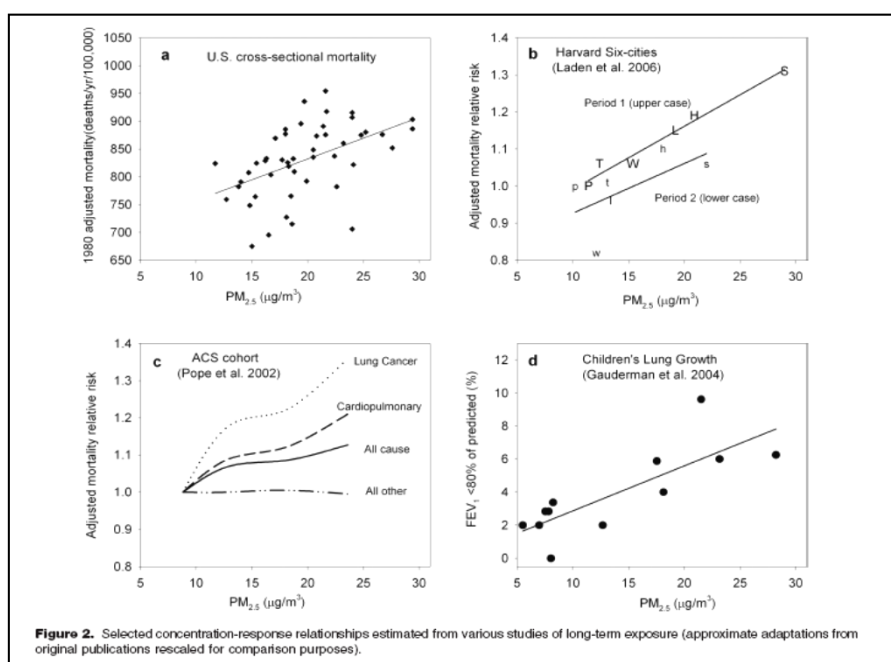 a
U.S. cross-sectional mortality
1980 adjusted mortality(deaths/yr/100,000)
1050
1000
950
900
850
800
750
700
650
5 10 15 20 25 30
PM2.5 (μg/m3)
b
Harvard Six-cities
(Laden et al. 2006)
Adjusted mortality relative risk
1.4
1.3
1.2
1.1
1.0
0.9
0.8
S
Period 1 (upper case)
H
L
h
T
W
s
p
P
t
l
Period 2 (lower case)
w
5 10 15 20 25 30
PM2.5 (μg/m3)
c
ACS cohort
(Pope et al. 2002)
Adjusted mortality relative risk
1.4
1.3
1.2
1.1
1.0
0.9
0.8
Lung Cancer
Cardiopulmonary
All cause
All other
5 10 15 20 25 30
PM2.5 (μg/m3)
d
Children's Lung Growth
(Gauderman et al. 2004)
FEV1 <80% of predicted (%)
12
10
8
6
4
2
0
5 10 15 20 25 30
PM2.5 (μg/m3)
Figure 2. Selected concentration-response relationships estimated from various studies of long-term exposure (approximate adaptations from
original publications rescaled for comparison purposes).